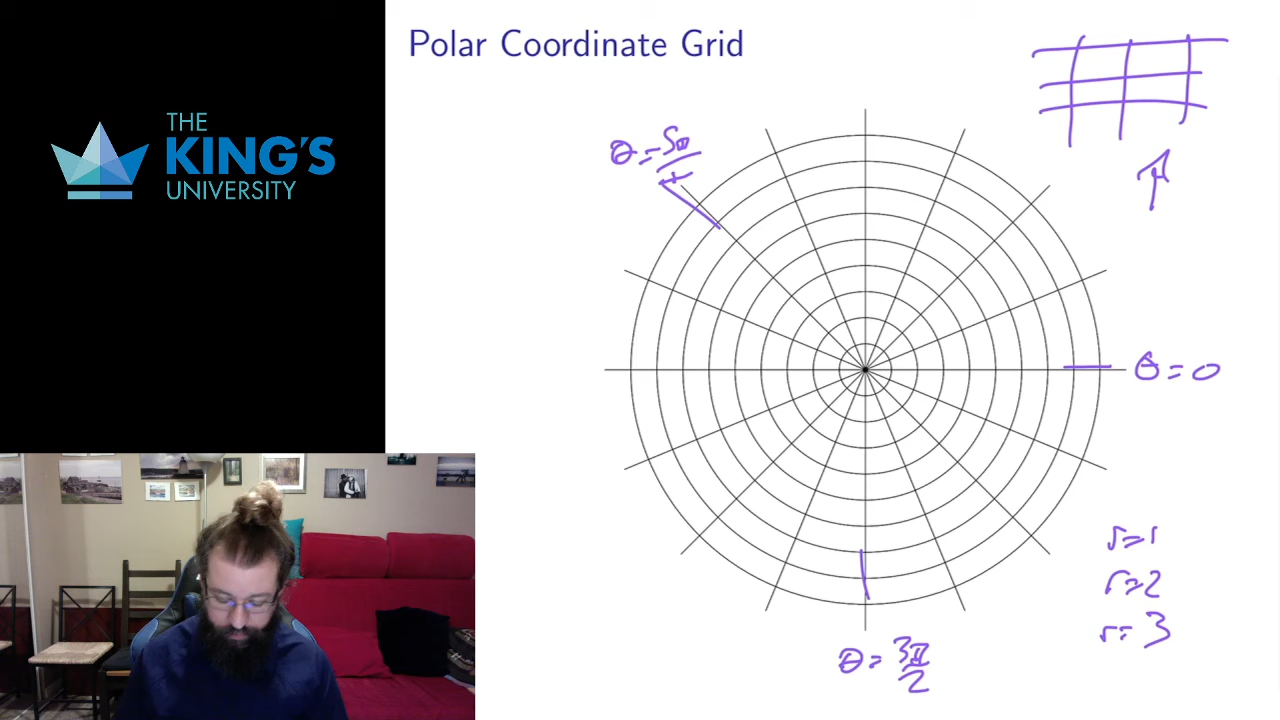 THE
KING'S
UNIVERSITY
Polar Coordinate Grid
θ = 5π/4
θ = 0
r = 1
r = 2
r = 3
θ = 3π/2